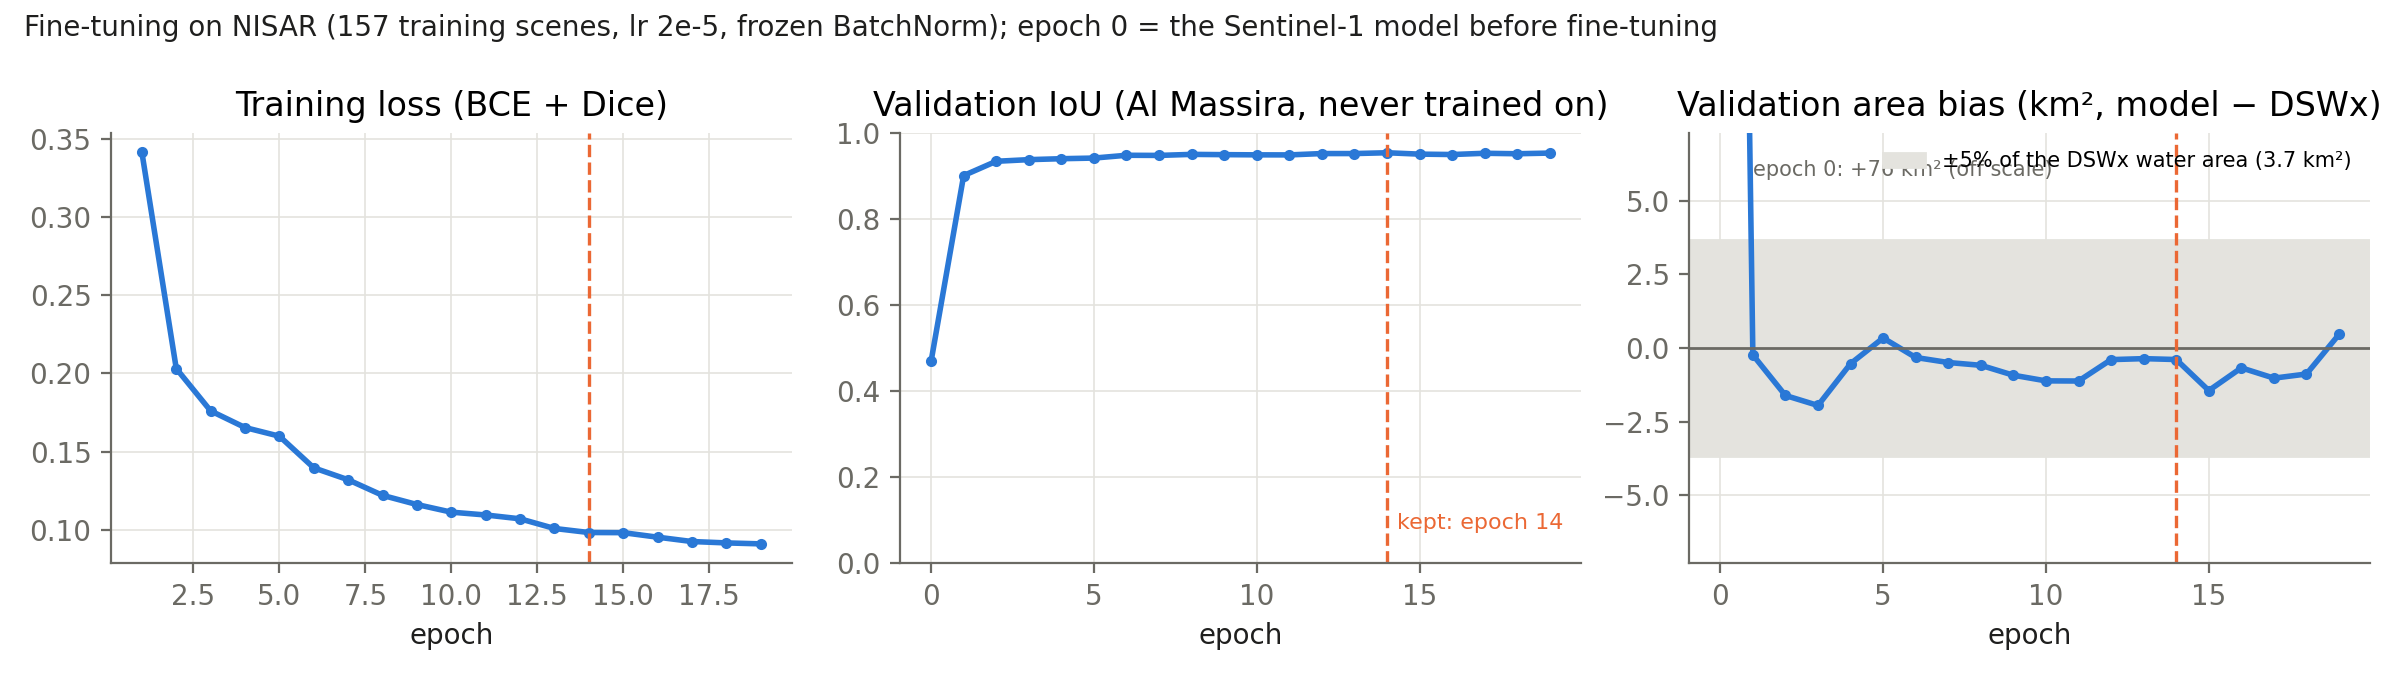 Fine-tuning on NISAR (157 training scenes, lr 2e-5, frozen BatchNorm); epoch 0 = the Sentinel-1 model before fine-tuning
Training loss (BCE + Dice)
0.35
0.30
0.25
0.20
0.15
0.10
2.5 5.0 7.5 10.0 12.5 15.0 17.5
epoch
Validation IoU (Al Massira, never trained on)
1.0
0.8
0.6
0.4
0.2
0.0
kept: epoch 14
0 5 10 15
epoch
Validation area bias (km², model − DSWx)
±5% of the DSWx water area (3.7 km²)
epoch 0: km² (off scale)
5.0
2.5
0.0
−2.5
−5.0
0 5 10 15
epoch